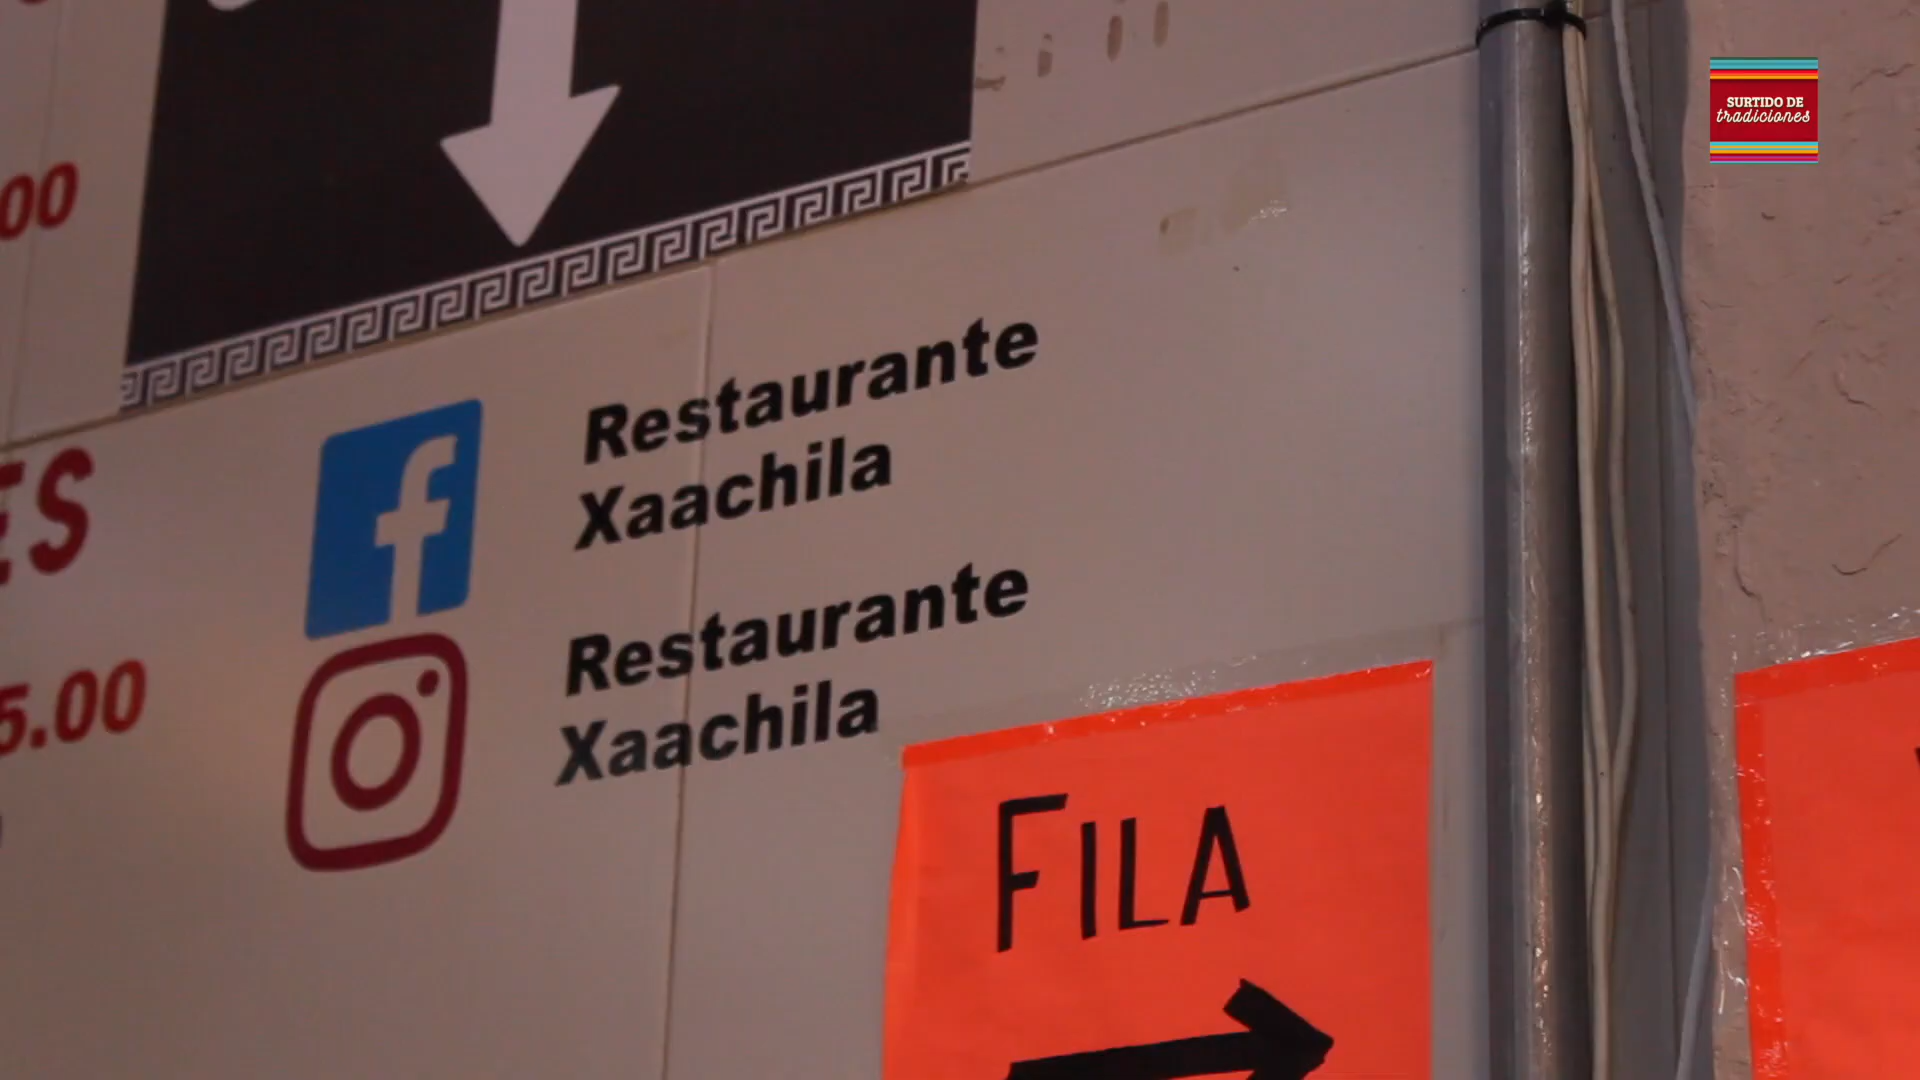 SURTIDO DE
tradiciones
00
ES
5.00
Restaurante
Xaachila
Restaurante
Xaachila
FILA